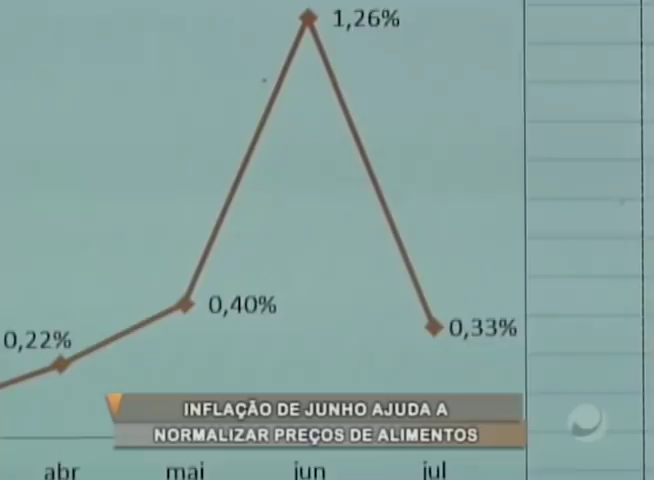 1,26%
0,40%
0,22%
0,33%
INFLAÇÃO DE JUNHO AJUDA A
NORMALIZAR PREÇOS DE ALIMENTOS
abr mai jun jul